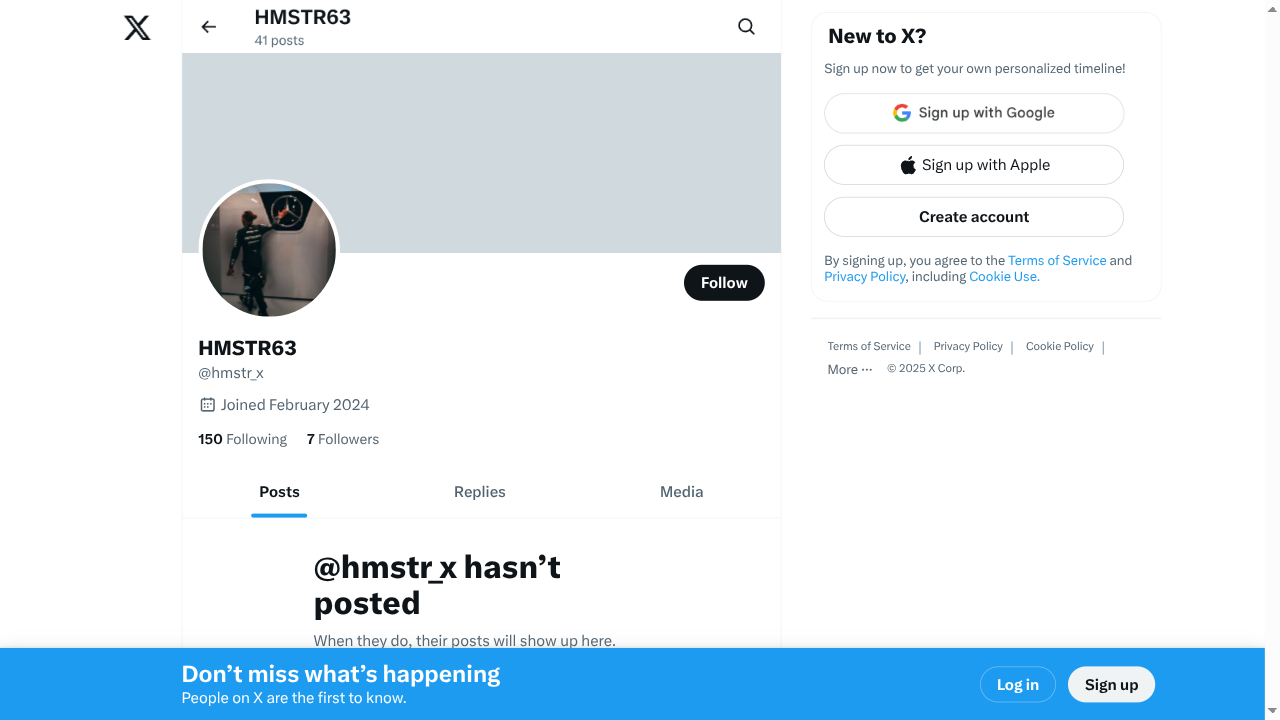 HMSTR63
41 posts
Follow
HMSTR63
@hmstr_x
Joined February 2024
150 Following 7 Followers
Posts Replies Media
@hmstr_x hasn’t
posted
When they do, their posts will show up here.
New to X?
Sign up now to get your own personalized timeline!
Sign up with Google
Sign up with Apple
Create account
By signing up, you agree to the Terms of Service and
Privacy Policy, including Cookie Use.
Terms of Service | Privacy Policy | Cookie Policy |
More ··· © 2025 X Corp.
Don’t miss what’s happening
People on X are the first to know.
Log in Sign up